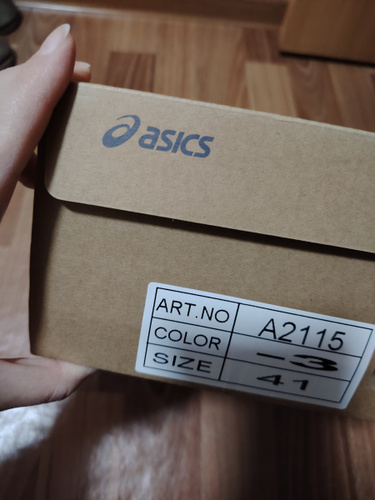 asics
ART.NO A2115
COLOR -3
SIZE 41